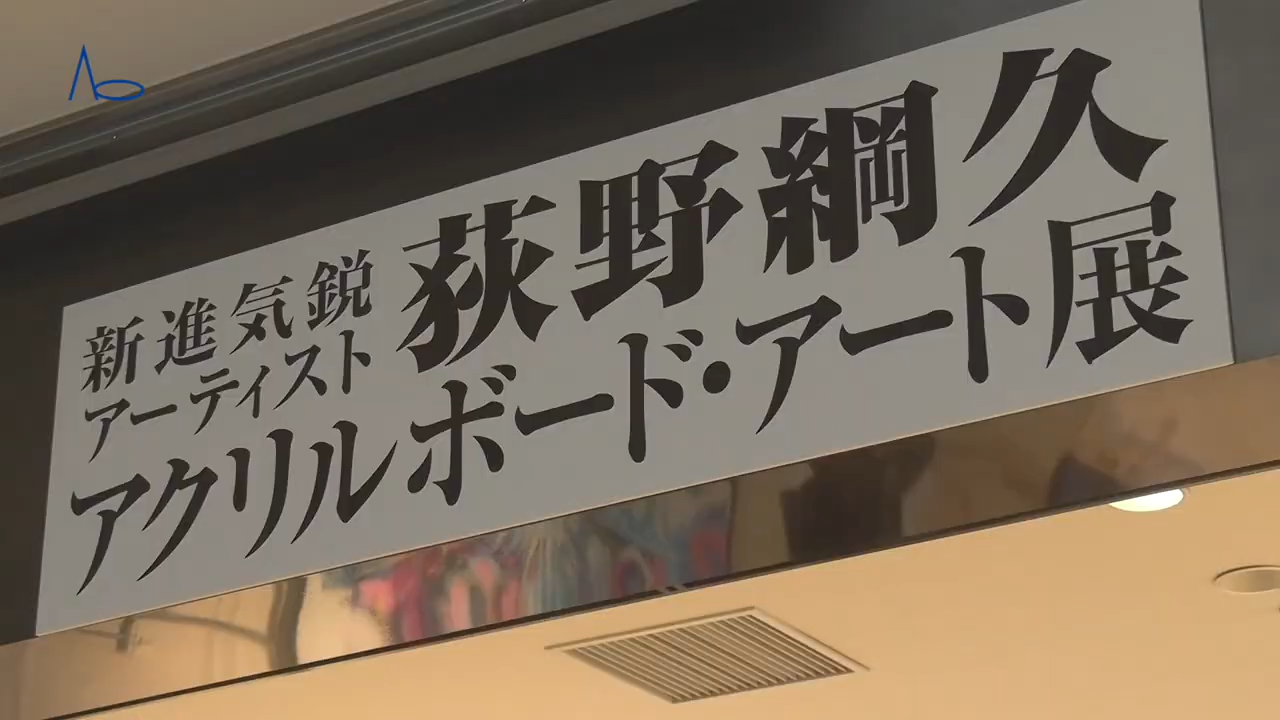 新進気鋭
アーティスト
荻野綱久
アクリルボード・アート展